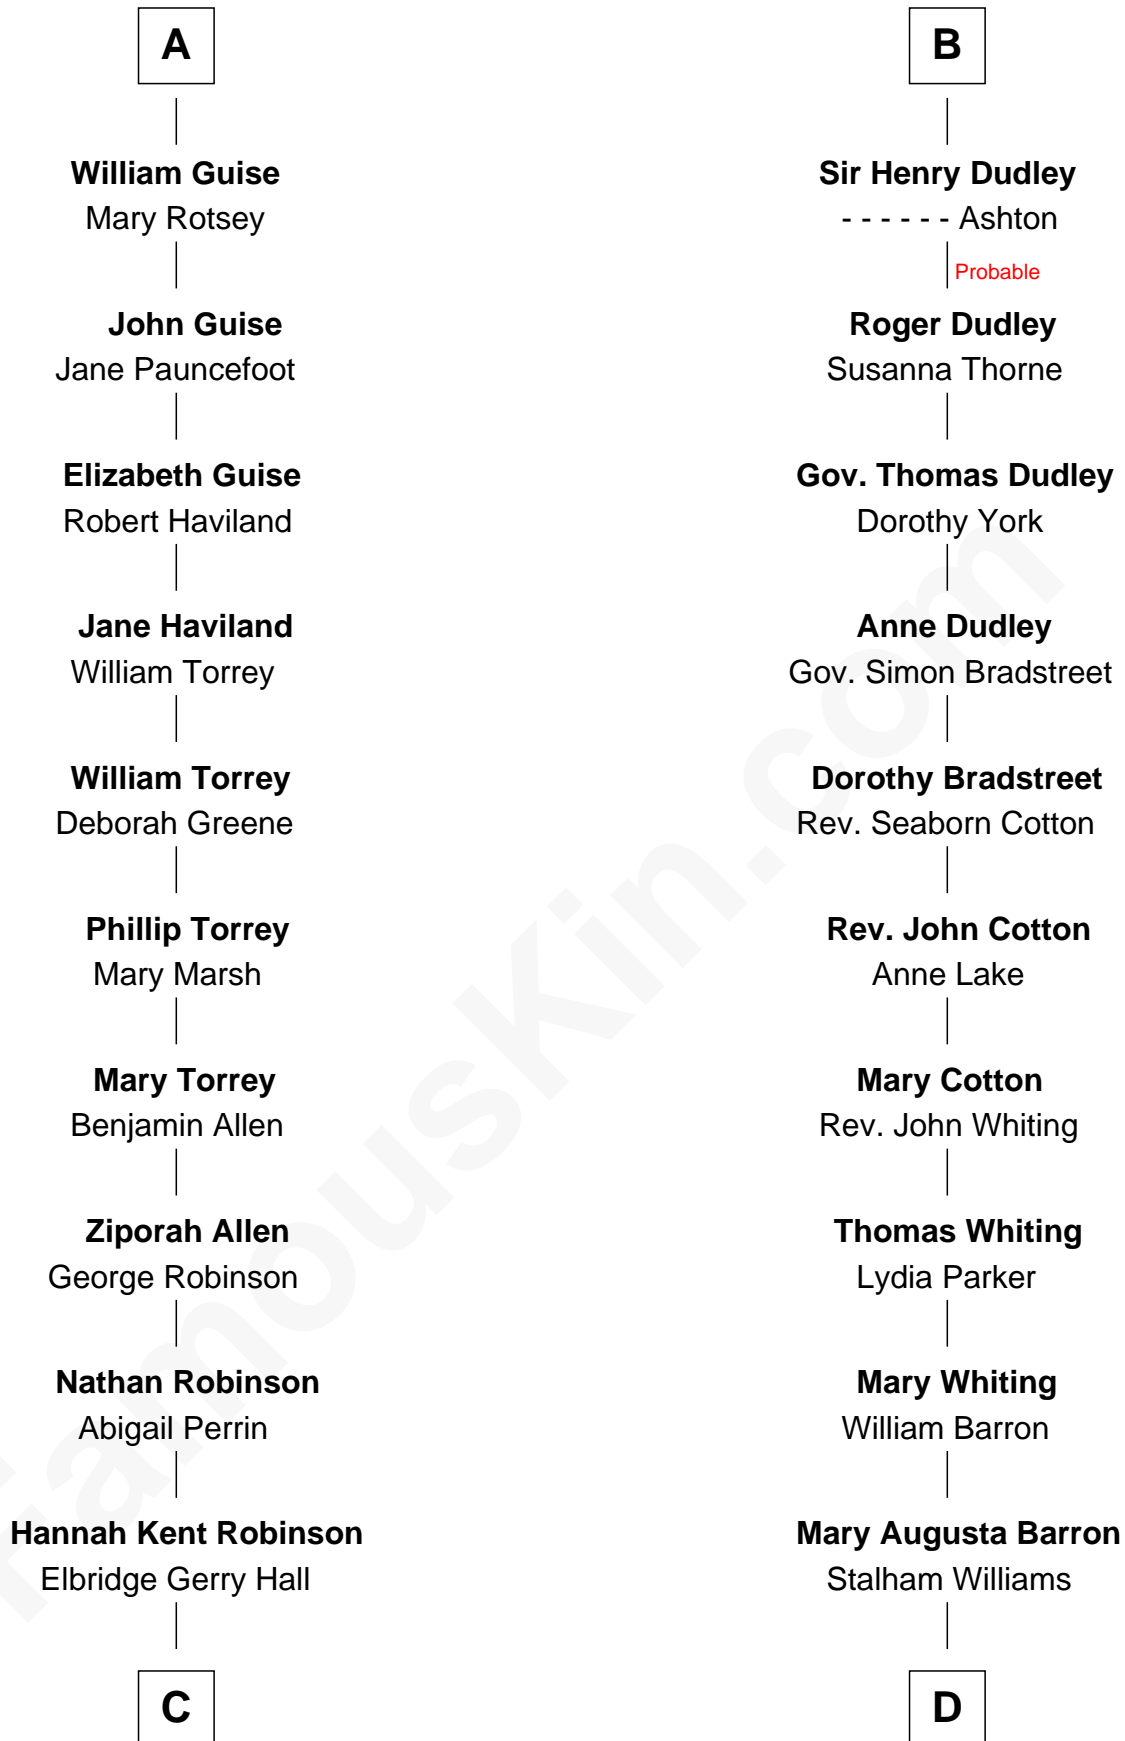 A
William Guise
Mary Rotsey
John Guise
Jane Pauncefoot
Elizabeth Guise
Robert Haviland
Jane Haviland
William Torrey
William Torrey
Deborah Greene
Phillip Torrey
Mary Marsh
Mary Torrey
Benjamin Allen
Ziporah Allen
George Robinson
Nathan Robinson
Abigail Perrin
Hannah Kent Robinson
Elbridge Gerry Hall
C
B
Sir Henry Dudley
- - - - - - Ashton
Probable
Roger Dudley
Susanna Thorne
Gov. Thomas Dudley
Dorothy York
Anne Dudley
Gov. Simon Bradstreet
Dorothy Bradstreet
Rev. Seaborn Cotton
Rev. John Cotton
Anne Lake
Mary Cotton
Rev. John Whiting
Thomas Whiting
Lydia Parker
Mary Whiting
William Barron
Mary Augusta Barron
Stalham Williams
D
famouskin.com